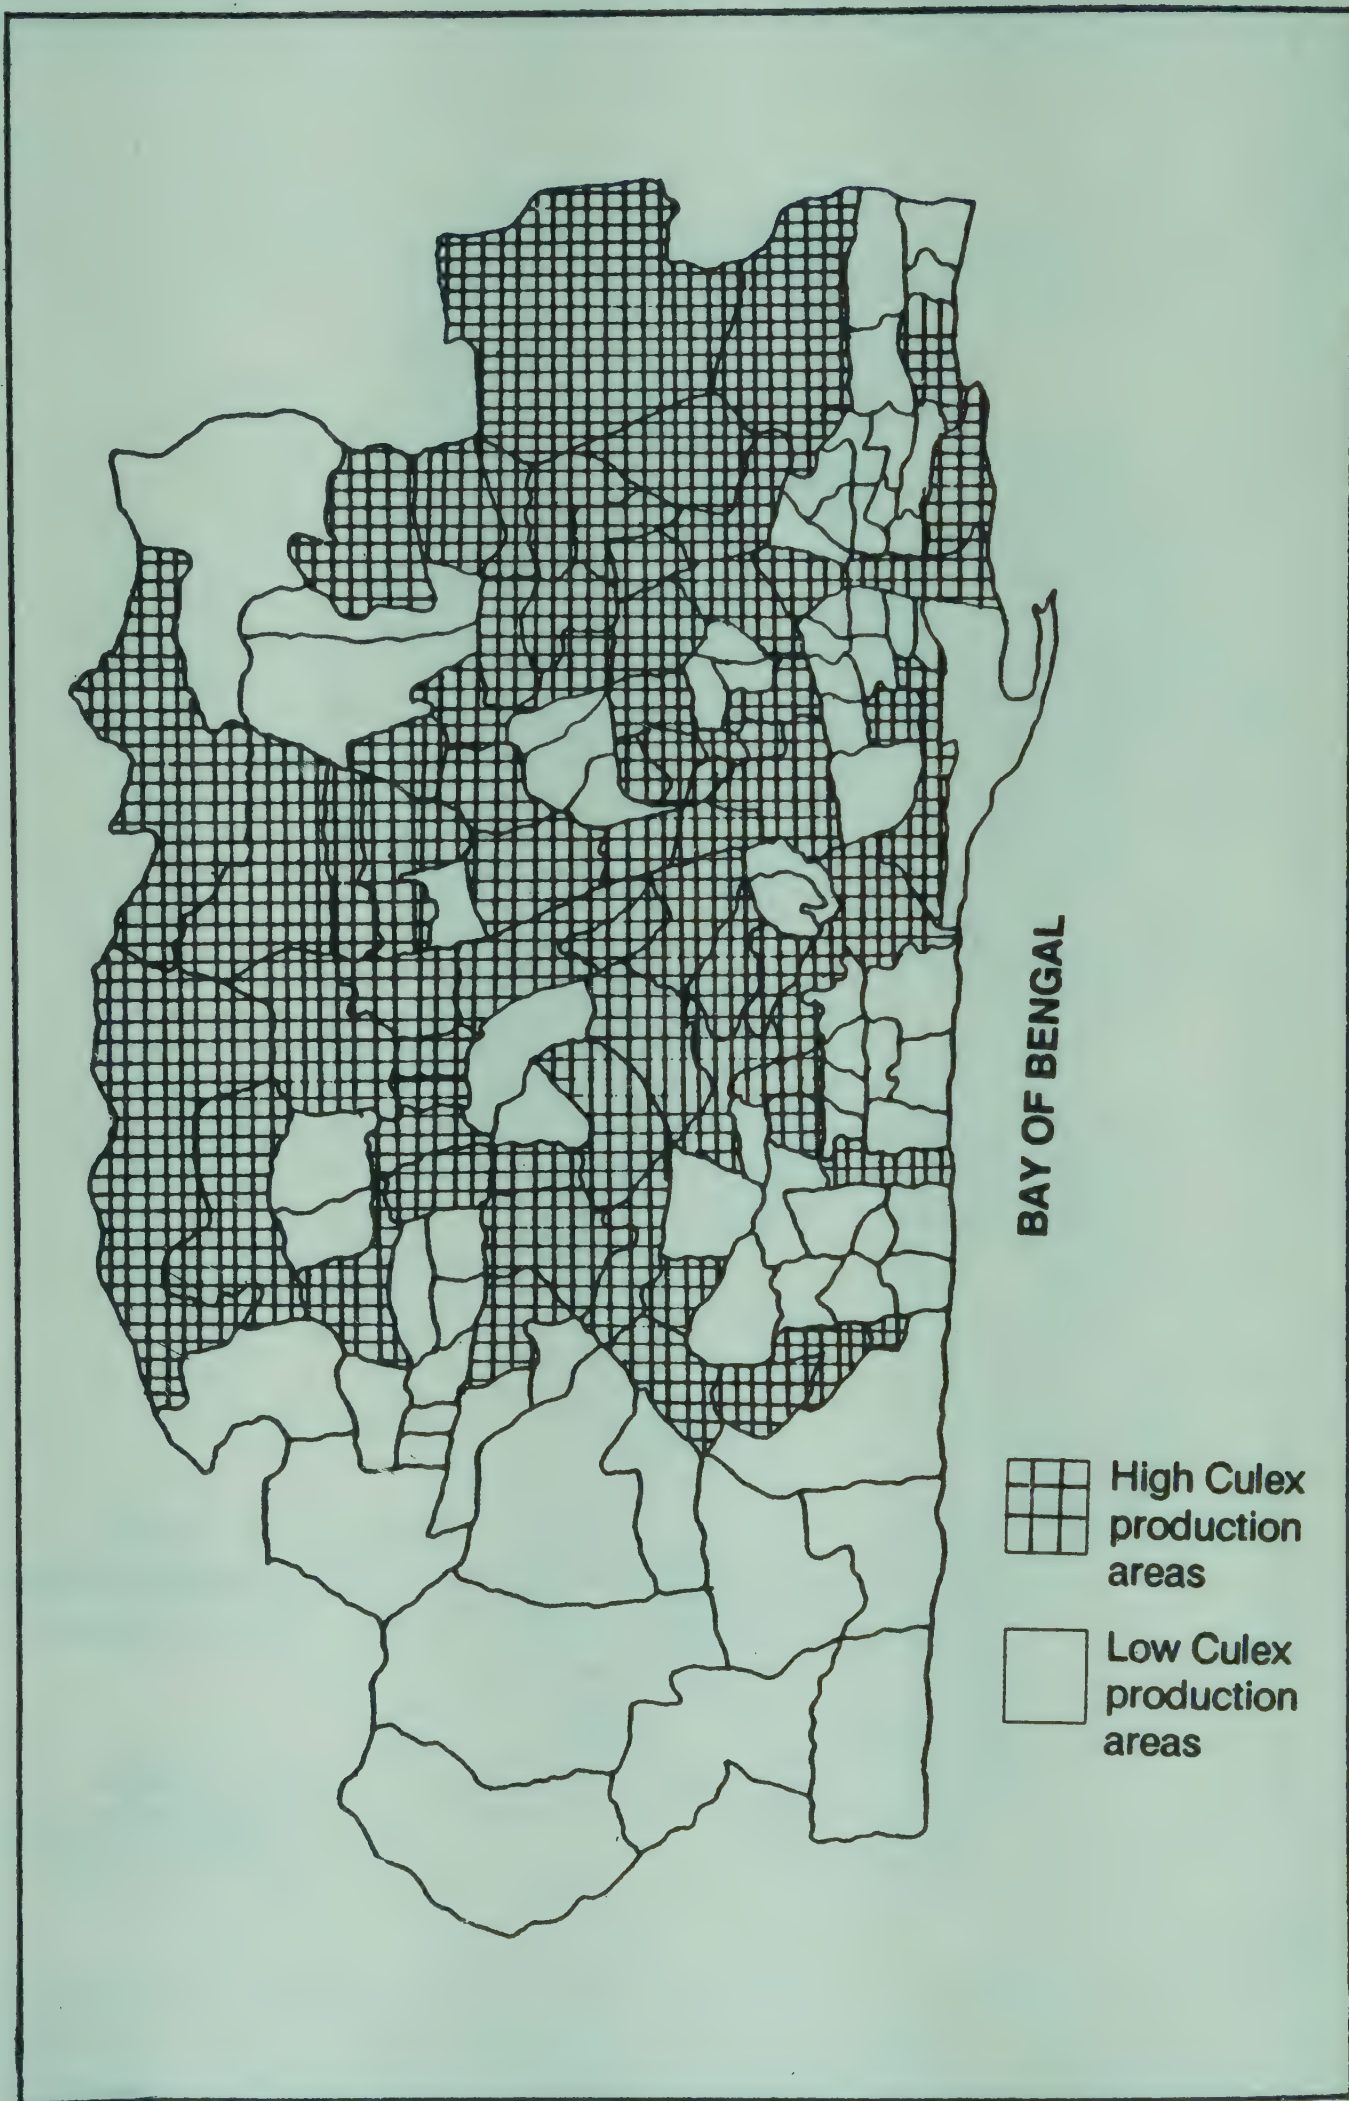 BAY OF BENGAL
High Culex
production
areas
Low Culex
production
areas